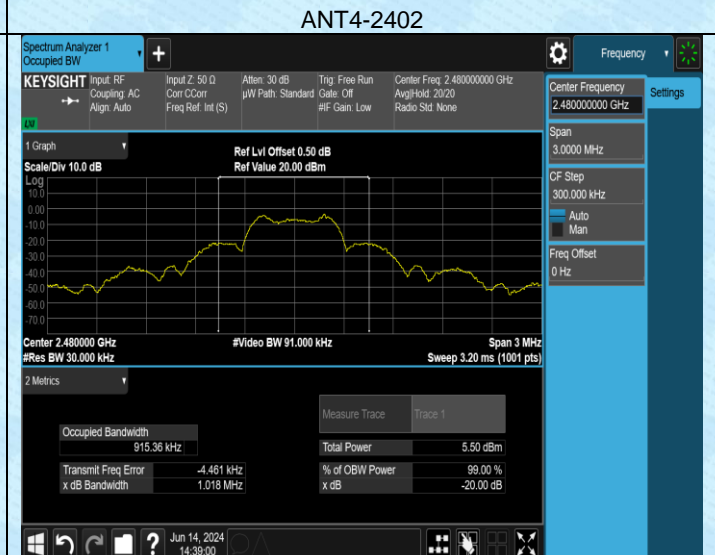 ANT4-2402
Spectrum Analyzer 1
Occupied BW
Frequency
KEYSIGHT
Input: RF
Coupling: AC
Align: Auto
Input Z: 50 Ω
Corr CCorr
Freq Ref: Int (S)
Atten: 30 dB
µW Path: Standard
Trig: Free Run
Gate: Off
#IF Gain: Low
Center Freq: 2.480000000 GHz
Avg|Hold: 20/20
Radio Std: None
Center Frequency
2.480000000 GHz
Settings
Span
3.0000 MHz
CF Step
300.000 kHz
Auto
Man
Freq Offset
0 Hz
1 Graph
Scale/Div 10.0 dB
Ref Lvl Offset 0.50 dB
Ref Value 20.00 dBm
Log
10.0
0.00
-10.0
-20.0
-30.0
-40.0
-50.0
-60.0
-70.0
Center 2.480000 GHz
#Res BW 30.000 kHz
#Video BW 91.000 kHz
Span 3 MHz
Sweep 3.20 ms (1001 pts)
2 Metrics
Measure Trace
Trace 1
Occupied Bandwidth
915.36 kHz
Total Power
5.50 dBm
Transmit Freq Error
-4.461 kHz
% of OBW Power
99.00 %
x dB Bandwidth
1.018 MHz
x dB
-20.00 dB
Jun 14, 2024
14:39:00